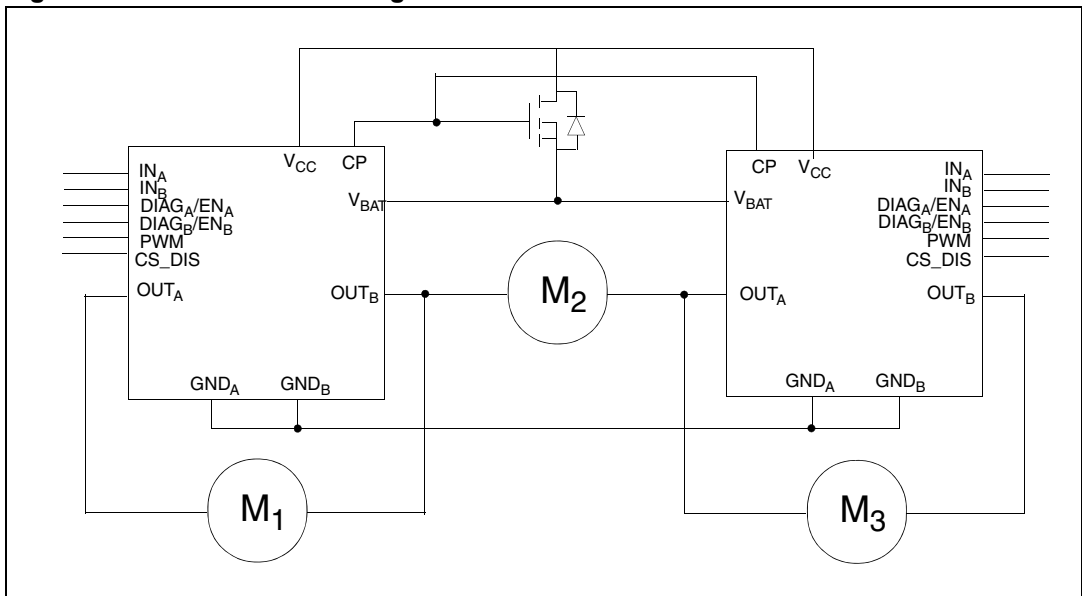 V_CC CP
IN_A
IN_B
DIAG_A/EN_A
DIAG_B/EN_B
PWM
CS_DIS
OUT_A
V_BAT
OUT_B
GND_A GND_B
M_1
M_2
CP V_CC
V_BAT
OUT_A
IN_A
IN_B
DIAG_A/EN_A
DIAG_B/EN_B
PWM
CS_DIS
OUT_B
GND_A GND_B
M_3